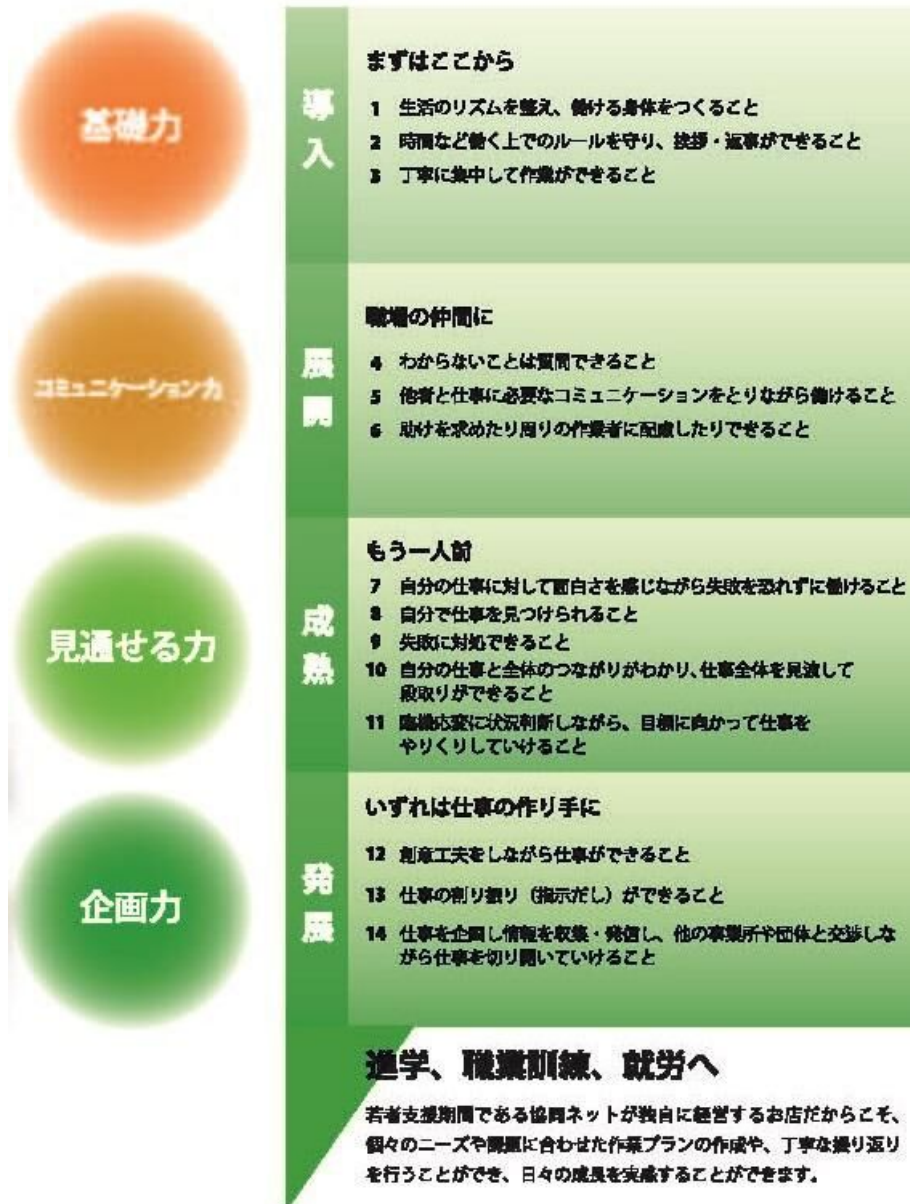 基礎力
導入
まずはここから
1 生活のリズムを整え、働ける身体をつくること
2 時間など働く上でのルールを守り、挨拶・返事ができること
3 丁寧に集中して作業ができること
コミュニケーション力
展開
職場の仲間に
4 わからないことは質問できること
5 他者と仕事に必要なコミュニケーションをとりながら働けること
6 助けを求めたり周りの作業者に配慮したりできること
見通せる力
成熟
もう一人前
7 自分の仕事に対して面白さを感じながら失敗を恐れずに働けること
8 自分で仕事を見つけられること
9 失敗に対処できること
10 自分の仕事と全体のつながりがわかり、仕事全体を見渡して
段取りができること
11 臨機応変に状況判断しながら、目標に向かって仕事を
やりくりしていけること
企画力
発展
いずれは仕事の作り手に
12 創意工夫をしながら仕事ができること
13 仕事の割り振り（指示だし）ができること
14 仕事を企画し情報を収集・発信し、他の事業所や団体と交渉しな
がら仕事を切り開いていけること
進学、職業訓練、就労へ
若者支援期間である協同ネットが独自に経営するお店だからこそ、
個々のニーズや課題に合わせた作業プランの作成や、丁寧な振り返り
を行うことができ、日々の成長を実感することができます。